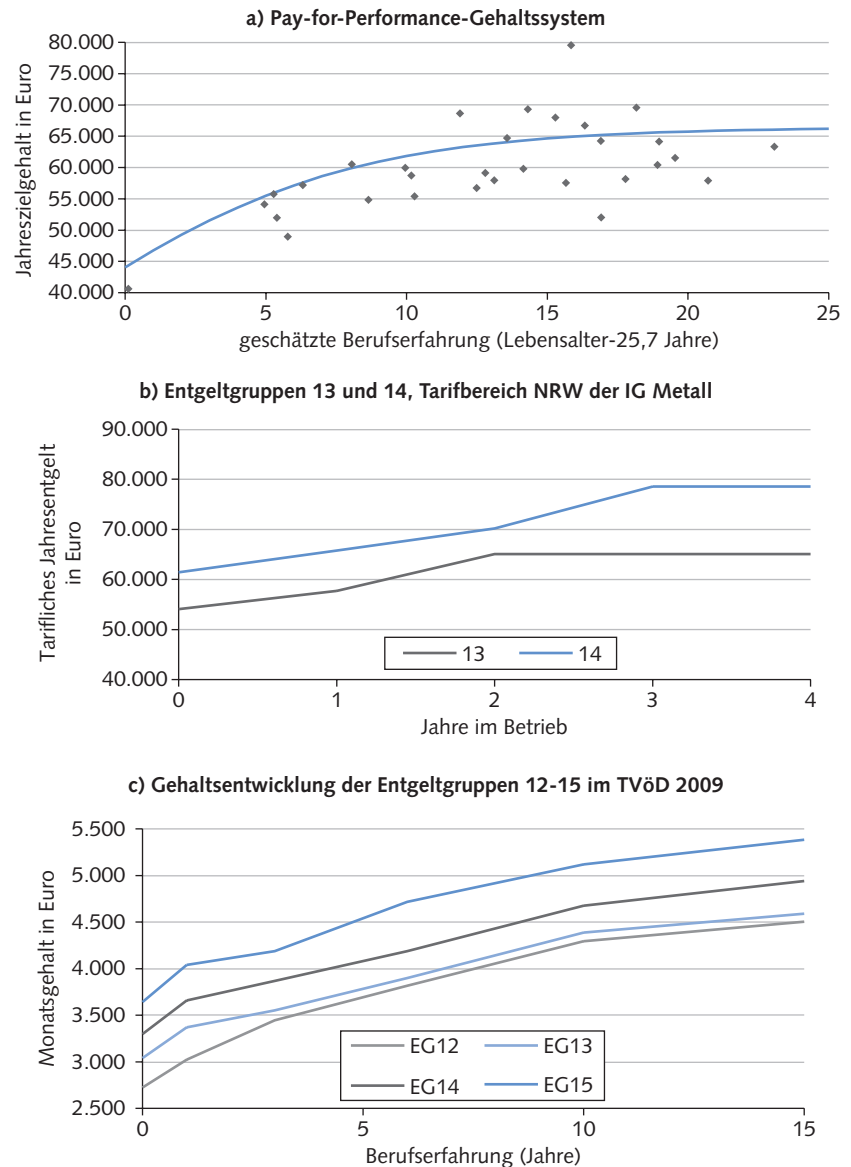 a) Pay-for-Performance-Gehaltssystem
Jahreszielgehalt in Euro
80.000
75.000
70.000
65.000
60.000
55.000
50.000
45.000
40.000
0 5 10 15 20 25
geschätzte Berufserfahrung (Lebensalter-25,7 Jahre)
b) Entgeltgruppen 13 und 14, Tarifbereich NRW der IG Metall
Tarifliches Jahresentgelt
in Euro
90.000
80.000
70.000
60.000
50.000
40.000
13 14
0 1 2 3 4
Jahre im Betrieb
c) Gehaltsentwicklung der Entgeltgruppen 12-15 im TVöD 2009
Monatsgehalt in Euro
5.500
5.000
4.500
4.000
3.500
3.000
2.500
EG12 EG13
EG14 EG15
0 5 10 15
Berufserfahrung (Jahre)